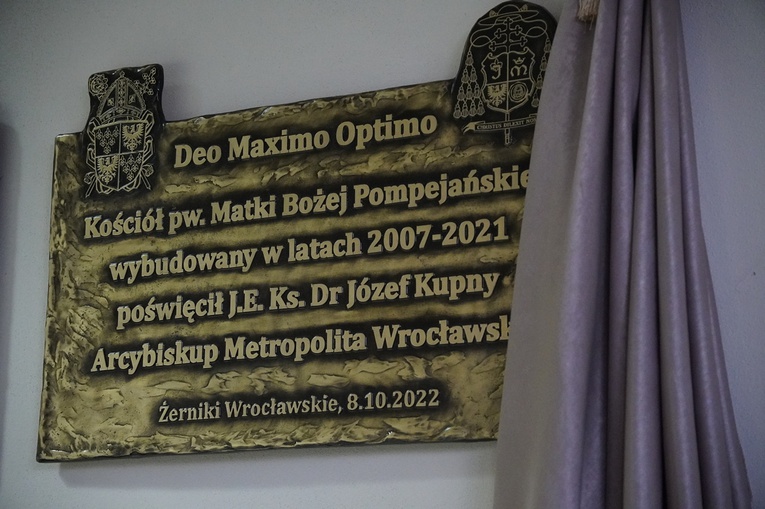 Deo Maximo Optimo
Kościół pw. Matki Bożej Pompejańskie
wybudowany w latach 2007-2021
poświęcił J.E. Ks. Dr Józef Kupny
Arcybiskup Metropolita Wrocławsk
Żerniki Wrocławskie, 8.10.2022